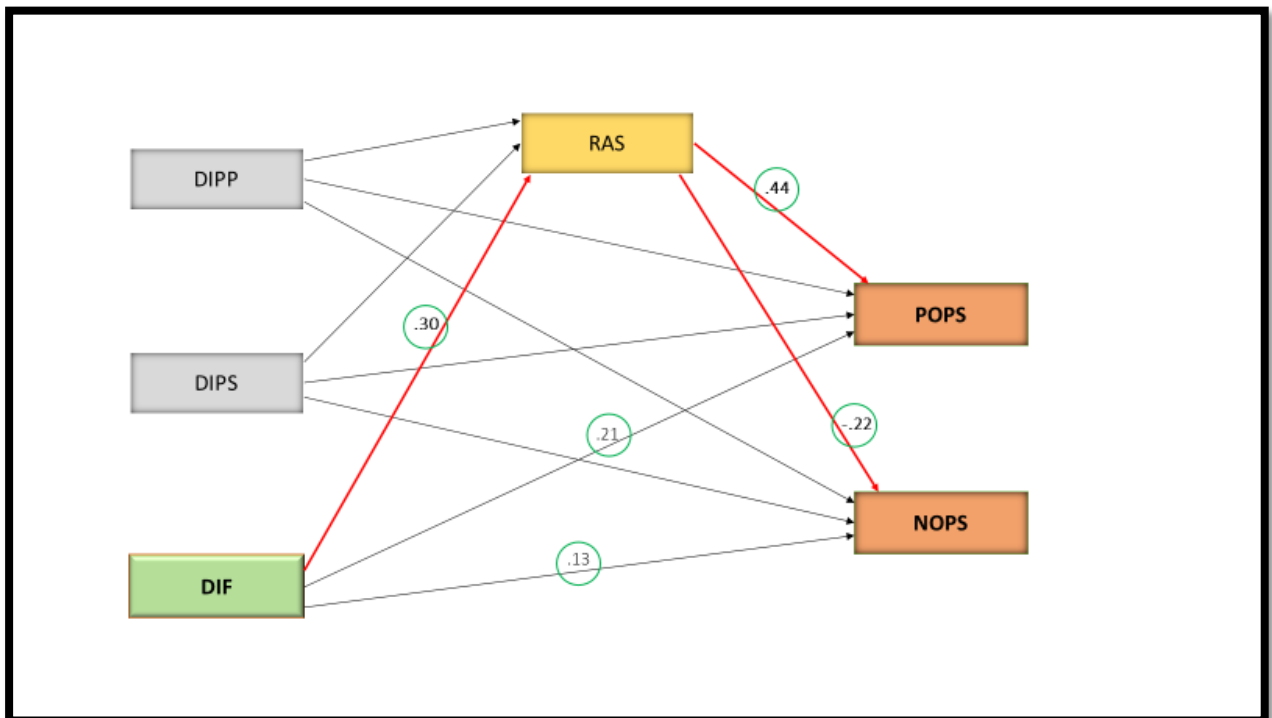 RAS
DIPP
.44
POPS
.30
DIPS
-.22
.21
NOPS
.13
DIF